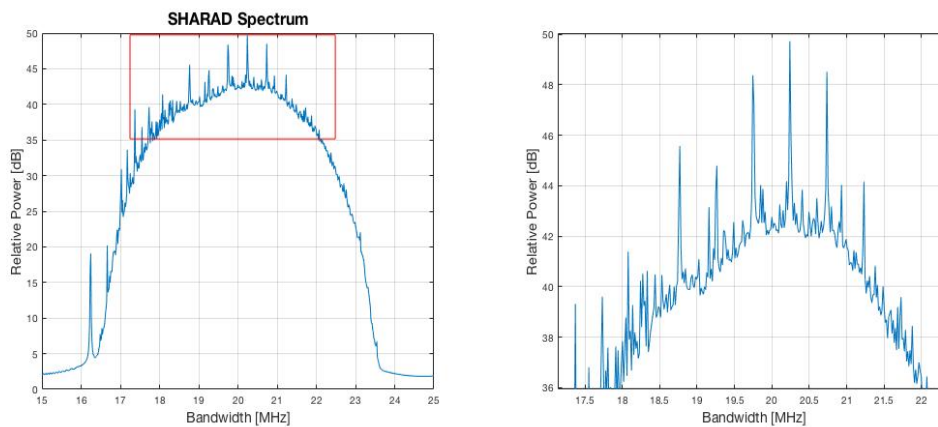 SHARAD Spectrum
50
45
40
35
30
25
20
15
10
5
0
Relative Power [dB]
15 16 17 18 19 20 21 22 23 24 25
Bandwidth [MHz]
50
48
46
44
42
40
38
36
Relative Power [dB]
17.5 18 18.5 19 19.5 20 20.5 21 21.5 22
Bandwidth [MHz]